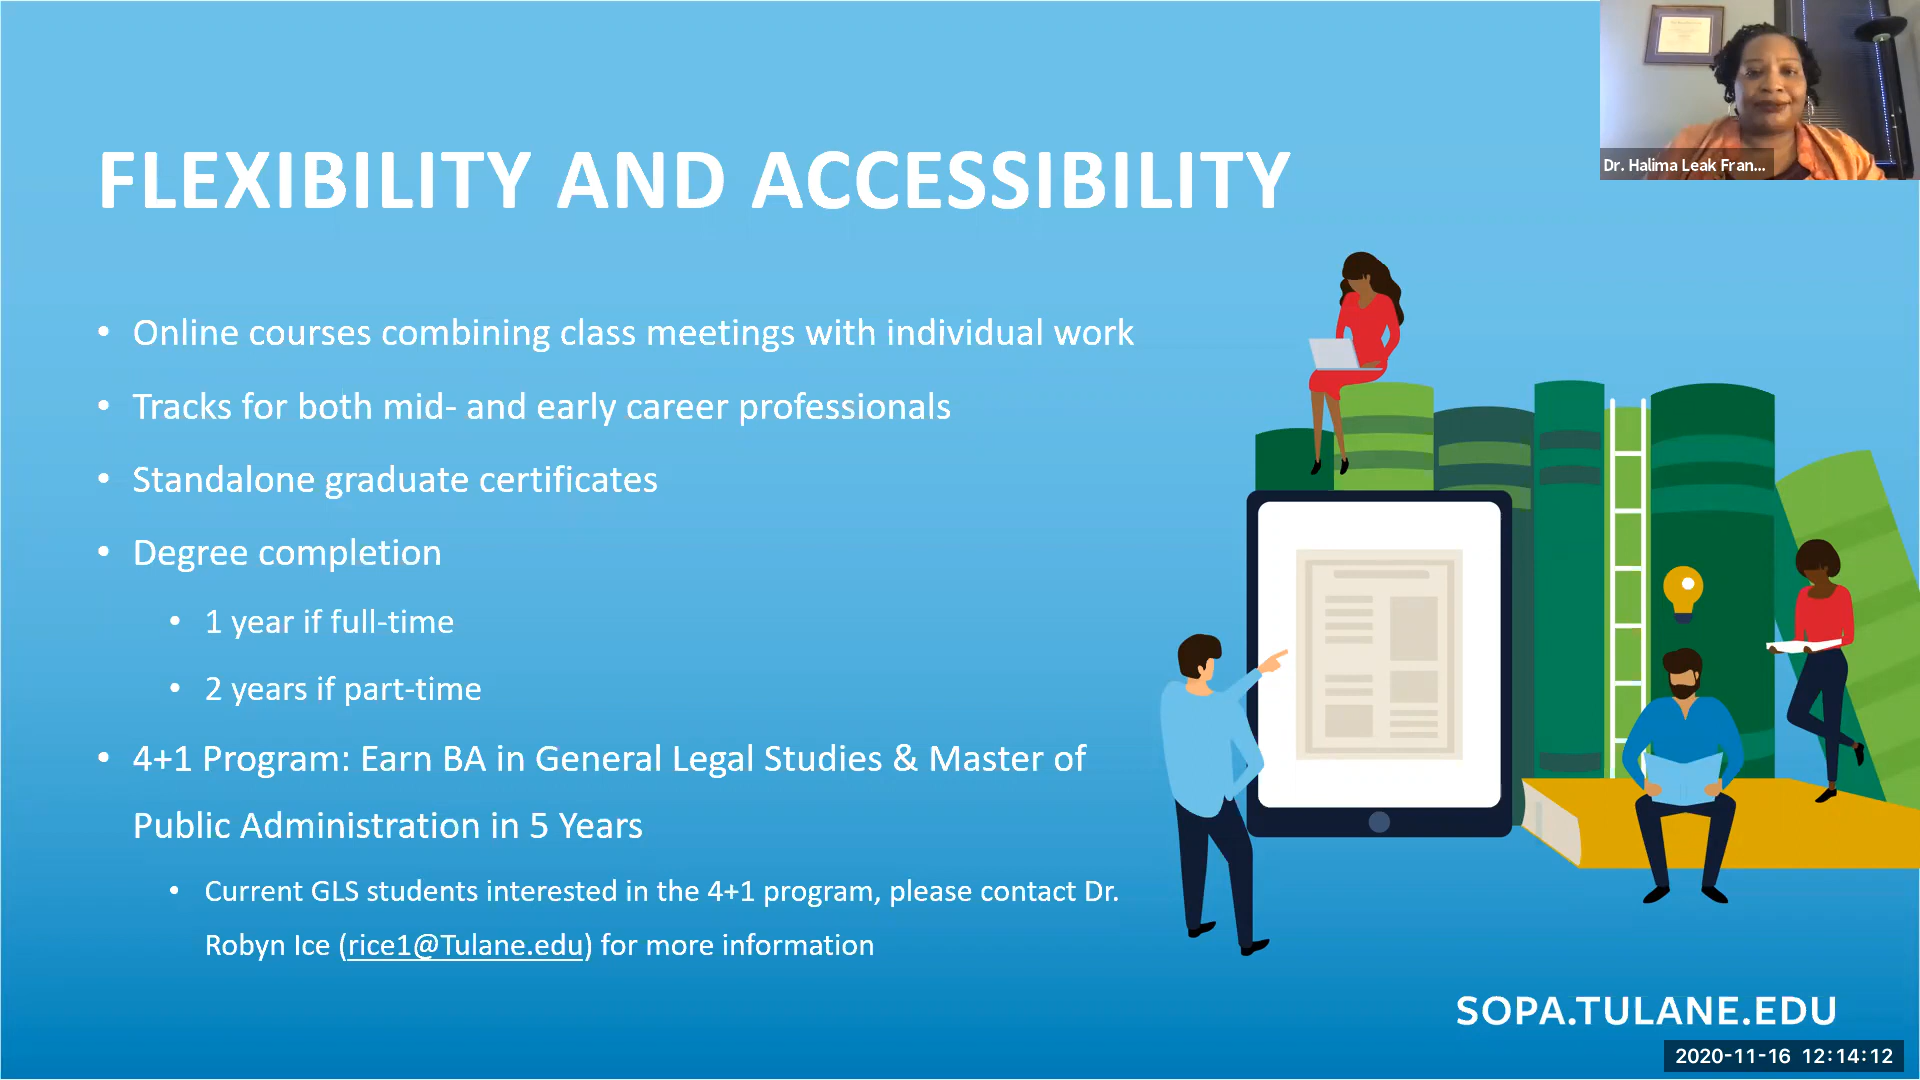 FLEXIBILITY AND ACCESSIBILITY
• Online courses combining class meetings with individual work
• Tracks for both mid- and early career professionals
• Standalone graduate certificates
• Degree completion
• 1 year if full-time
• 2 years if part-time
• 4+1 Program: Earn BA in General Legal Studies & Master of
Public Administration in 5 Years
• Current GLS students interested in the 4+1 program, please contact Dr.
Robyn Ice (rice1@Tulane.edu) for more information
Dr. Halima Leak Fran...
SOPA.TULANE.EDU
2020-11-16 12:14:12